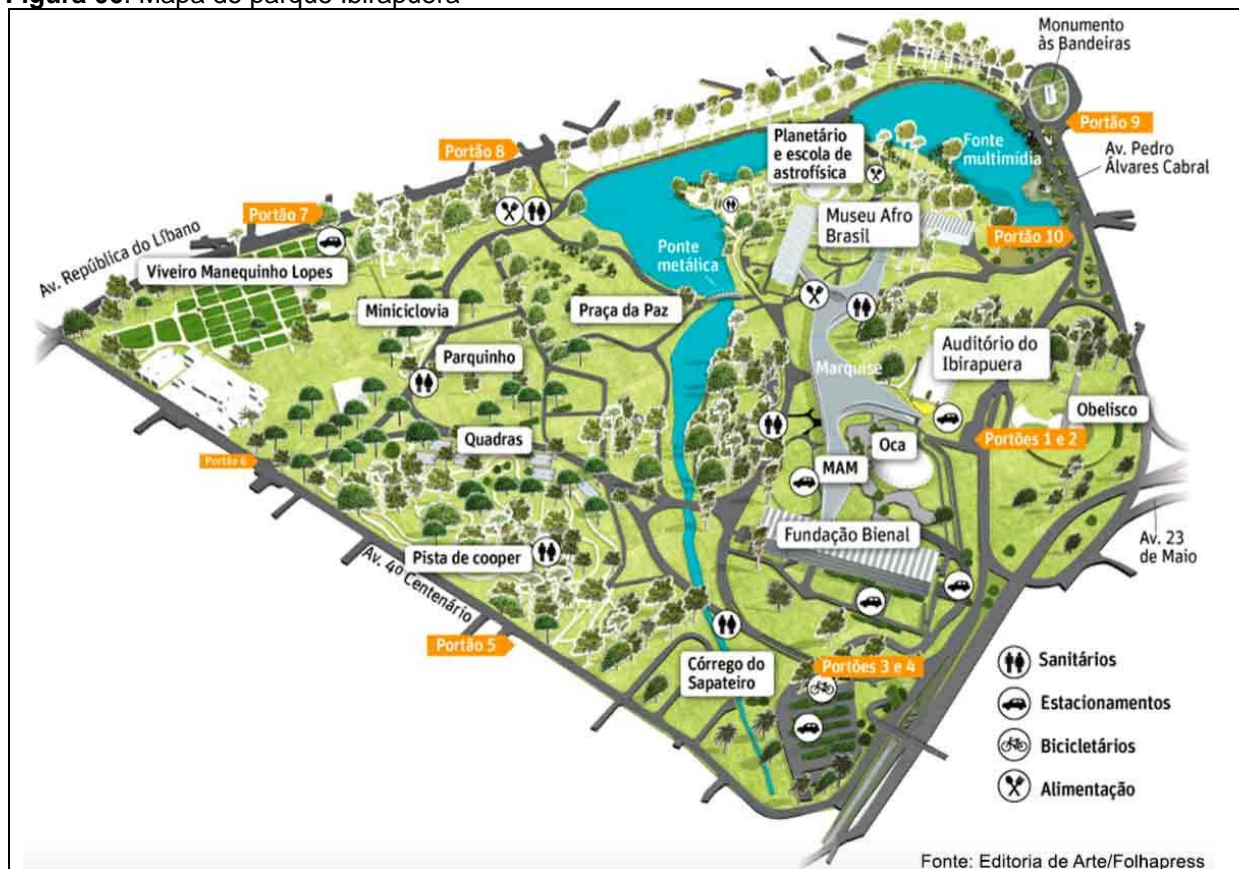 Figura 06: Mapa do parque Ibirapuera
Monumento
às Bandeiras
Portão 9
Av. Pedro
Álvares Cabral
Planetário
e escola de
astrofísica
Fonte
multimídia
Portão 8
Portão 7
Av. República do Líbano
Viveiro Manequinho Lopes
Museu Afro
Brasil
Portão 10
Ponte
metálica
Miniciclovia
Praça da Paz
Parquinho
Marquise
Auditório do
Ibirapuera
Obelisco
Quadras
Oca
Portões 1 e 2
Portão 6
MAM
Fundação Bienal
Av. 23
de Maio
Pista de cooper
Av. 4º Centenário
Portão 5
Córrego do
Sapateiro
Portões 3 e 4
Sanitários
Estacionamentos
Bicicletários
Alimentação
Fonte: Editoria de Arte/Folhapress